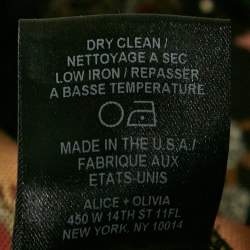 DRY CLEAN/
NETTOYAGE A SEC
LOW IRON / REPASSER
A BASSE TEMPERATURE
MADE IN THE U.S.A./
FABRIQUE AUX
ETATS-UNIS
ALICE + OLIVIA
450 W 14TH ST 11FL
NEW YORK, NY 10014